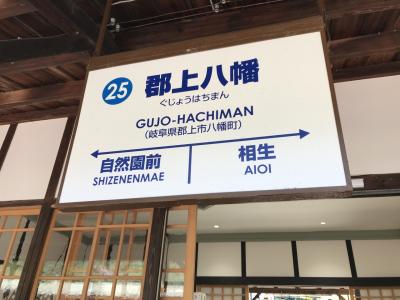 25 郡上八幡
ぐじょうはちまん
GUJO-HACHIMAN
(岐阜県郡上市八幡町)
自然園前 相生
SHIZENENMAE AIOI